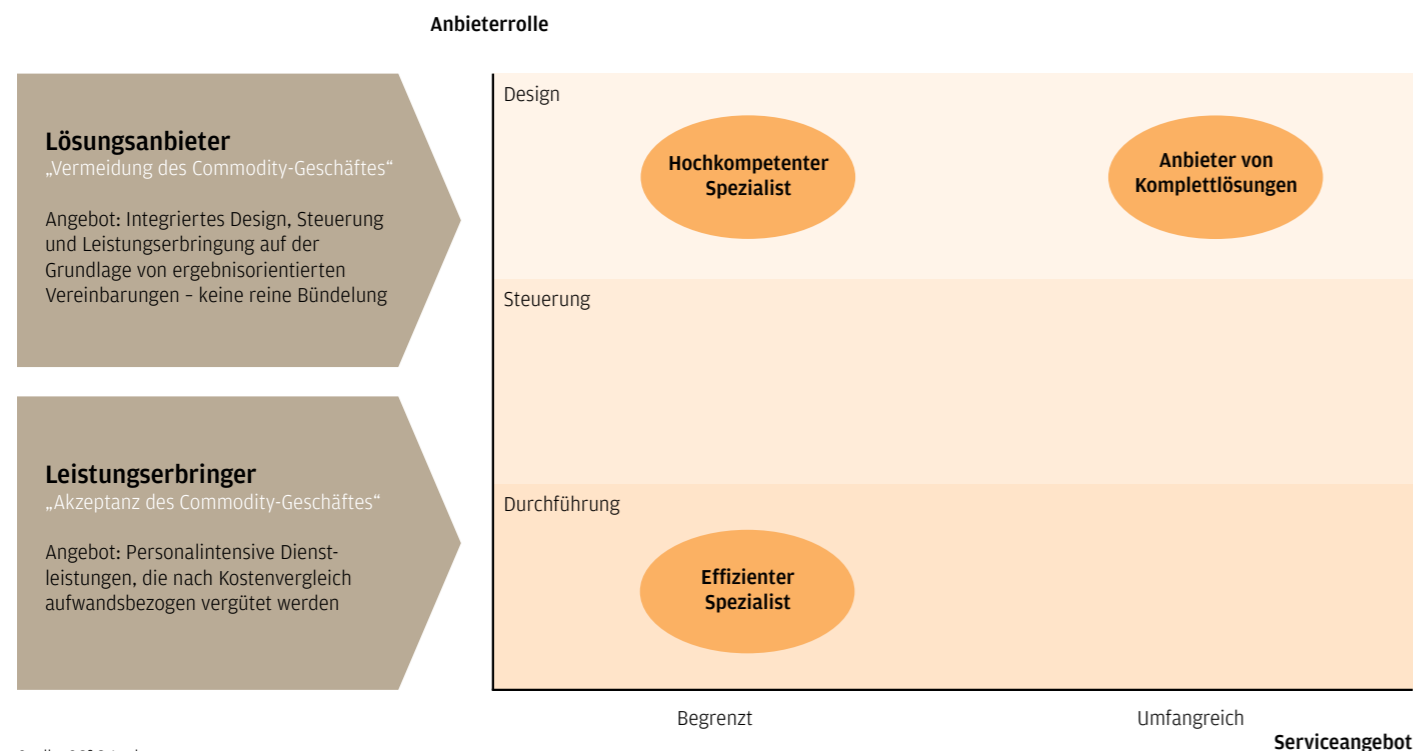 Anbieterrolle
Lösungsanbieter
„Vermeidung des Commodity-Geschäftes“
Angebot: Integriertes Design, Steuerung
und Leistungserbringung auf der
Grundlage von ergebnisorientierten
Vereinbarungen – keine reine Bündelung
Leistungserbringer
„Akzeptanz des Commodity-Geschäftes“
Angebot: Personalintensive Dienst-
leistungen, die nach Kostenvergleich
aufwandsbezogen vergütet werden
Design
Hochkompetenter
Spezialist
Anbieter von
Komplettlösungen
Steuerung
Durchführung
Effizienter
Spezialist
Begrenzt
Umfangreich
Serviceangebot